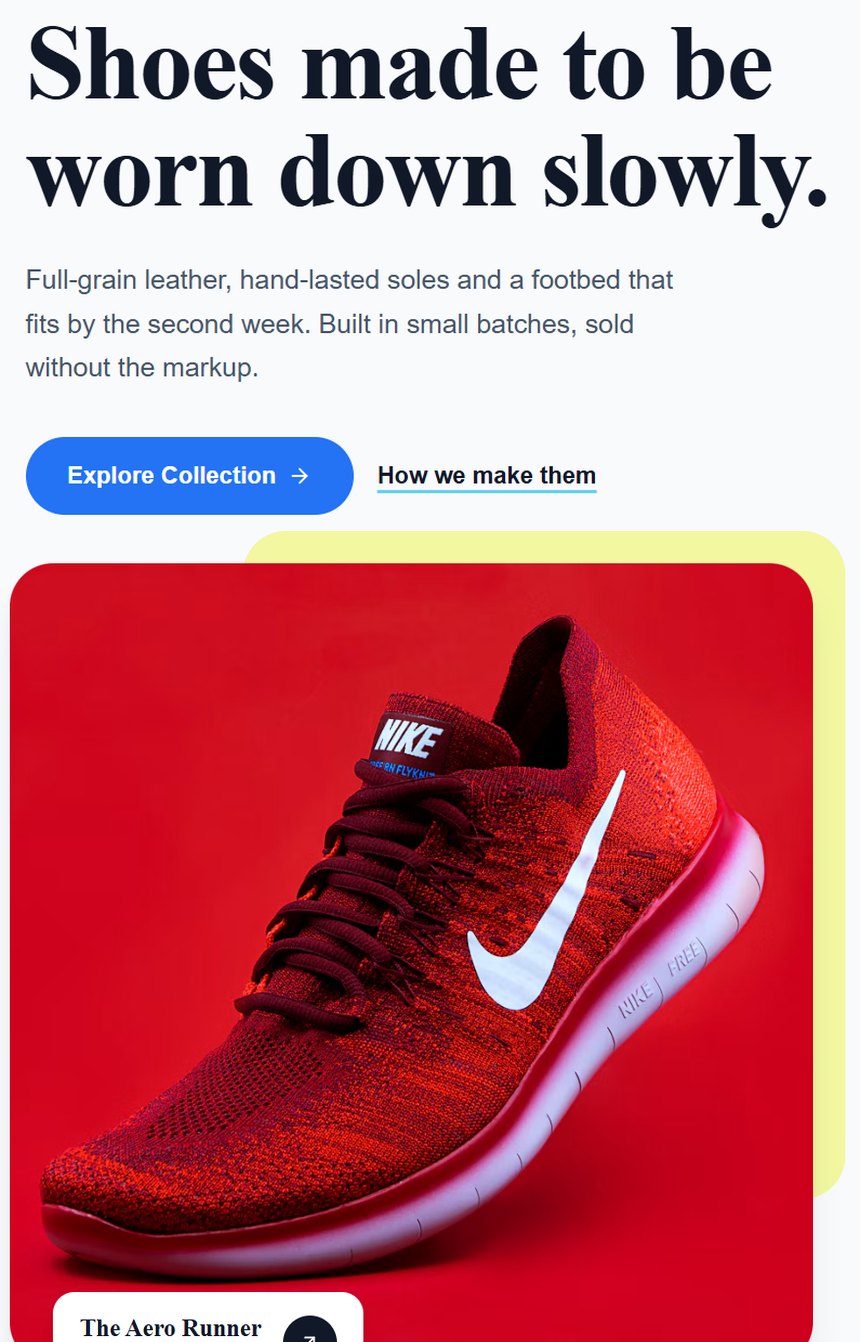 Shoes made to be
worn down slowly.
Full-grain leather, hand-lasted soles and a footbed that
fits by the second week. Built in small batches, sold
without the markup.
Explore Collection →
How we make them
NIKE
FLYKNIT
NIKE FREE
The Aero Runner